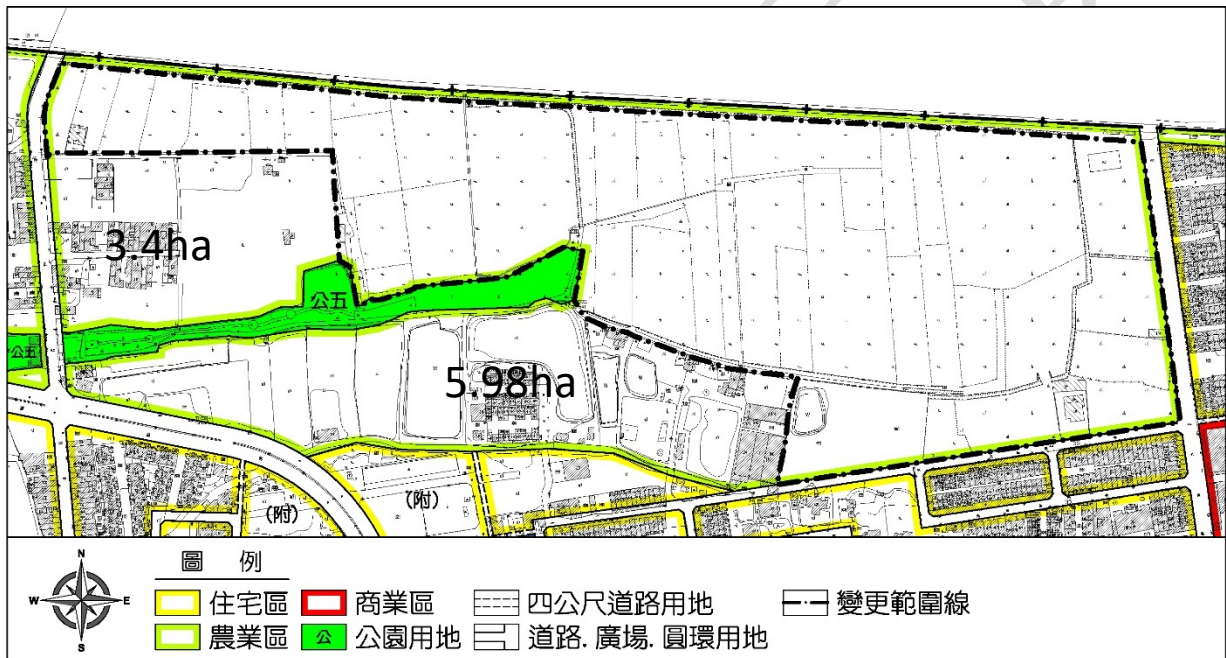 3.4ha
公五
公五
5.98ha
(附)
(附)
圖 例
N
W
E
S
住宅區
商業區
四公尺道路用地
變更範圍線
農業區
公
公園用地
道路. 廣場. 圓環用地